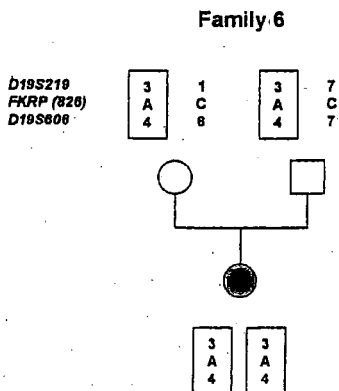 Family 6
D19S219 3 1 3 7
FKRP (826) A C A C
D19S606 4 6 4 7
3 3
A A
4 4